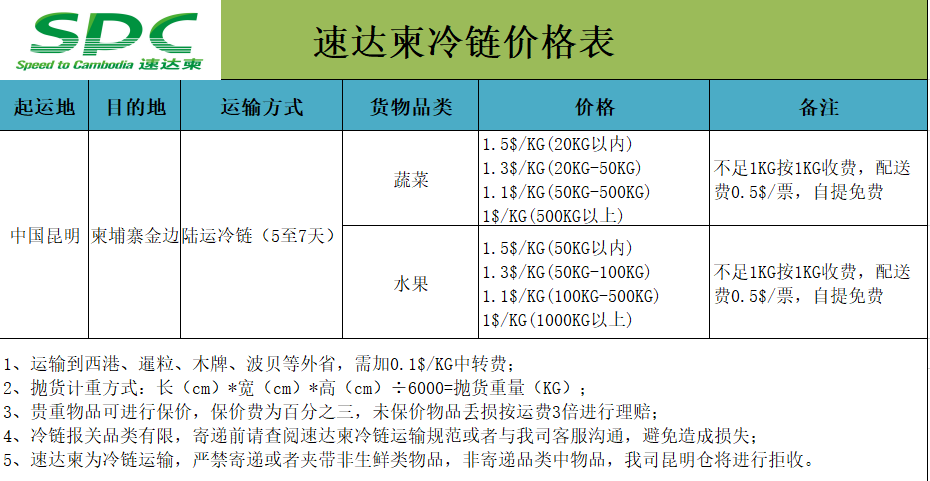 SDC
Speed to Cambodia 速达柬
速达柬冷链价格表
起运地
目的地
运输方式
货物品类
价格
备注
中国昆明
柬埔寨金边
陆运冷链（5至7天）
蔬菜
1.5$/KG(20KG以内)
1.3$/KG(20KG-50KG)
1.1$/KG(50KG-500KG)
1$/KG(500KG以上)
不足1KG按1KG收费，配送
费0.5$/票，自提免费
水果
1.5$/KG(50KG以内)
1.3$/KG(50KG-100KG)
1.1$/KG(100KG-500KG)
1$/KG(1000KG以上)
不足1KG按1KG收费，配送
费0.5$/票，自提免费
1、运输到西港、暹粒、木牌、波贝等外省，需加0.1$/KG中转费；
2、抛货计重方式：长（cm）*宽（cm）*高（cm）÷6000=抛货重量（KG）；
3、贵重物品可进行保价，保价费为百分之三，未保价物品丢损按运费3倍进行理赔；
4、冷链报关品类有限，寄递前请查阅速达柬冷链运输规范或者与我司客服沟通，避免造成损失；
5、速达柬为冷链运输，严禁寄递或者夹带非生鲜类物品，非寄递品类中物品，我司昆明仓将进行拒收。